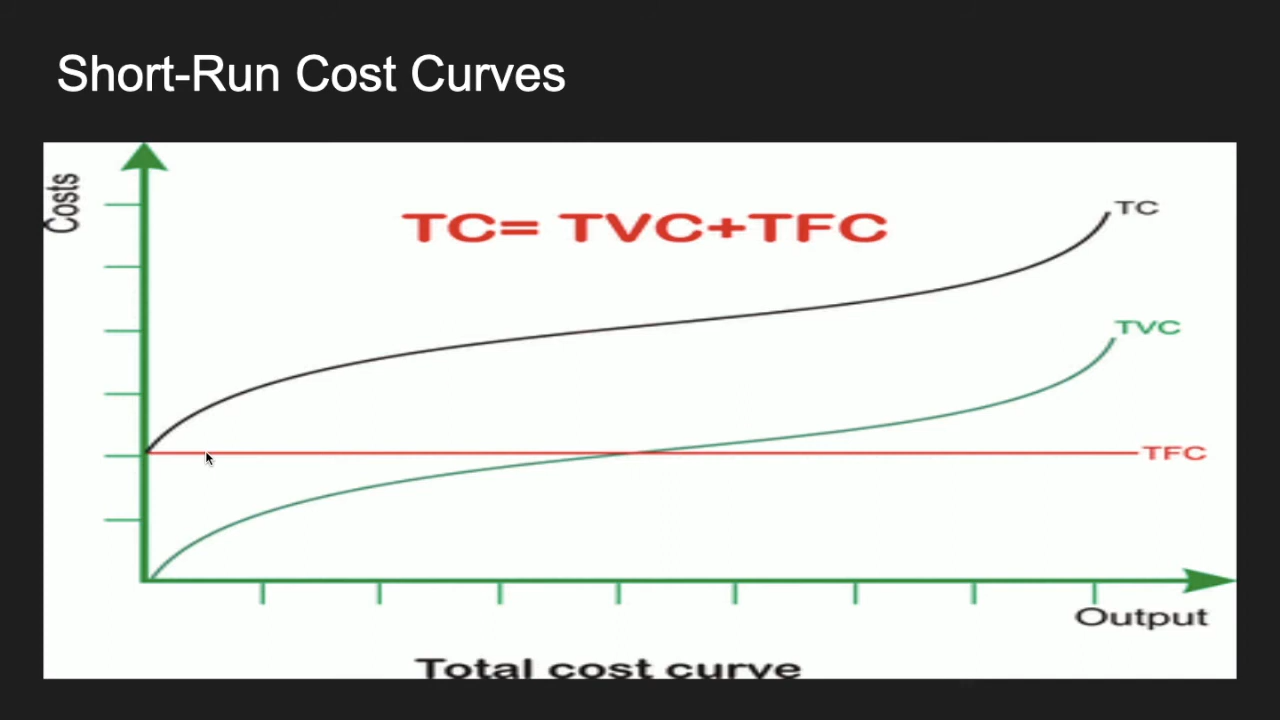 Short-Run Cost Curves
Costs
TC= TVC+TFC
TC
TVC
TFC
Output
Total cost curve